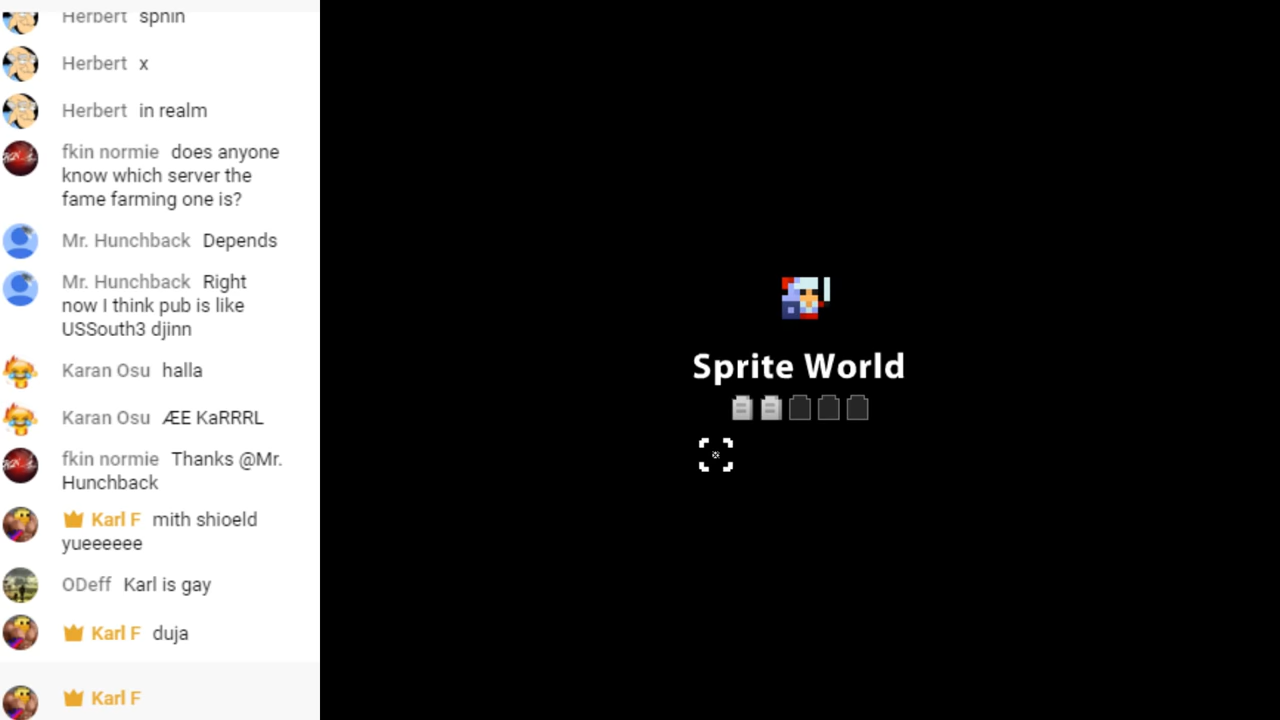 Herbert sphin
Herbert x
Herbert in realm
fkin normie does anyone
know which server the
fame farming one is?
Mr. Hunchback Depends
Mr. Hunchback Right
now I think pub is like
USSouth3 djinn
Karan Osu halla
Karan Osu ÆE KaRRRL
fkin normie Thanks @Mr.
Hunchback
Karl F mith shioeld
yueeeeee
ODeff Karl is gay
Karl F duja
Karl F
Sprite World